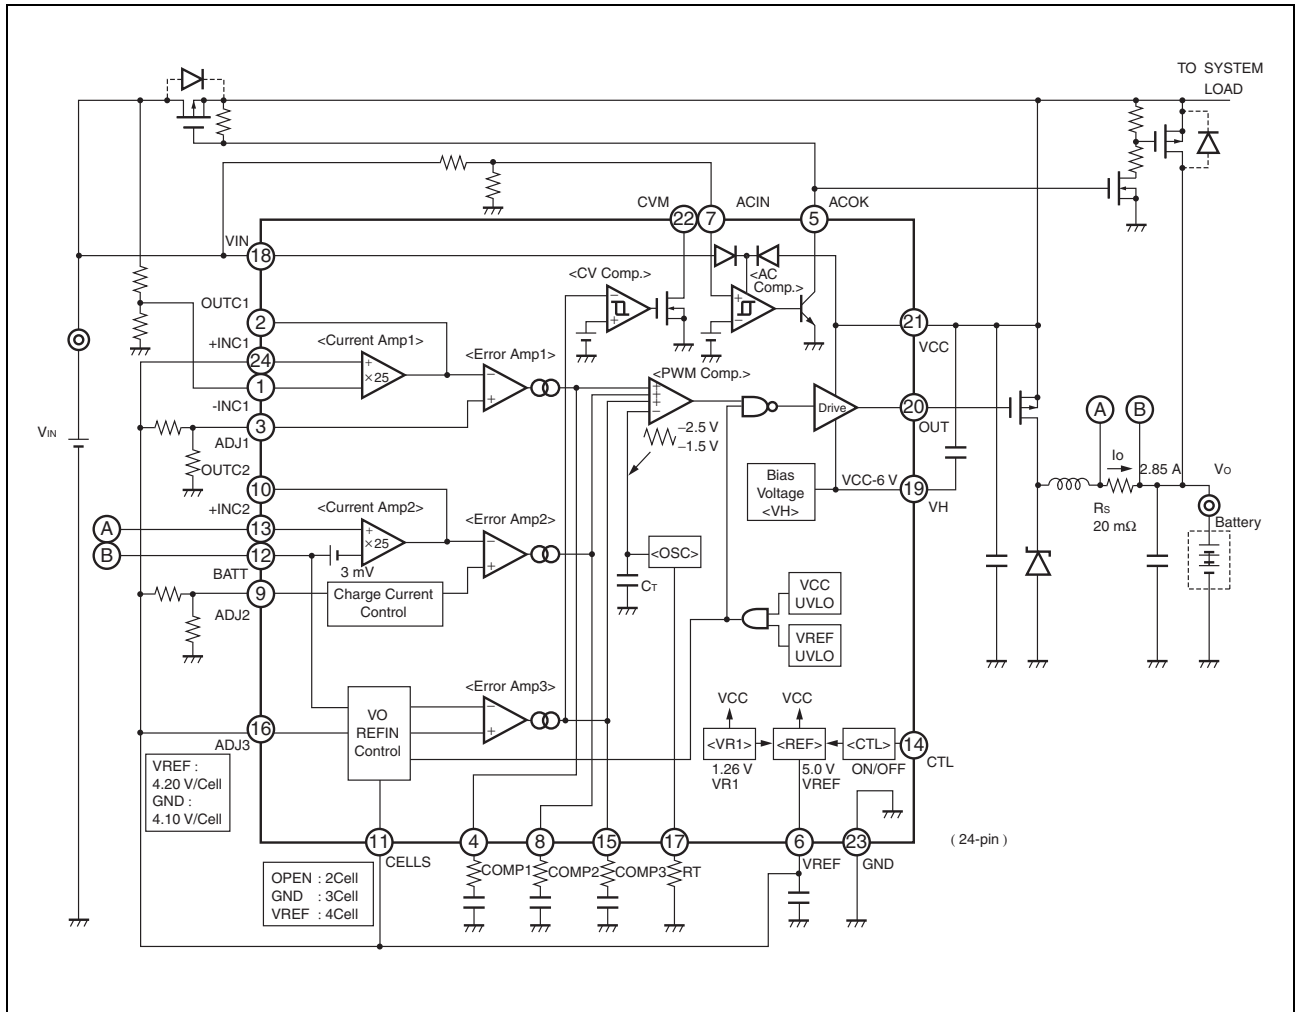 TO SYSTEM
LOAD
CVM
22
7
ACIN
5
ACOK
VIN
18
<CV Comp.>
<AC
Comp.>
OUTC1
2
+INC1
24
<Current Amp1>
<Error Amp1>
21
VCC
1
-INC1
×25
<PWM Comp.>
3
ADJ1
–2.5 V
–1.5 V
Drive
20
OUT
A
B
VIN
OUTC2
10
+INC2
Bias
Voltage
<VH>
VCC-6 V
19
VH
Io
2.85 A
VO
RS
20 mΩ
Battery
A
13
<Current Amp2>
<Error Amp2>
B
12
×25
BATT
3 mV
<OSC>
CT
9
ADJ2
Charge Current
Control
VCC
UVLO
VREF
UVLO
<Error Amp3>
VO
REFIN
Control
16
ADJ3
VCC
VCC
<VR1>
<REF>
<CTL>
14
CTL
1.26 V
VR1
5.0 V
VREF
ON/OFF
VREF :
4.20 V/Cell
GND :
4.10 V/Cell
11
CELLS
4
COMP1
8
COMP2
15
COMP3
17
RT
6
VREF
23
GND
( 24-pin )
OPEN : 2Cell
GND : 3Cell
VREF : 4Cell